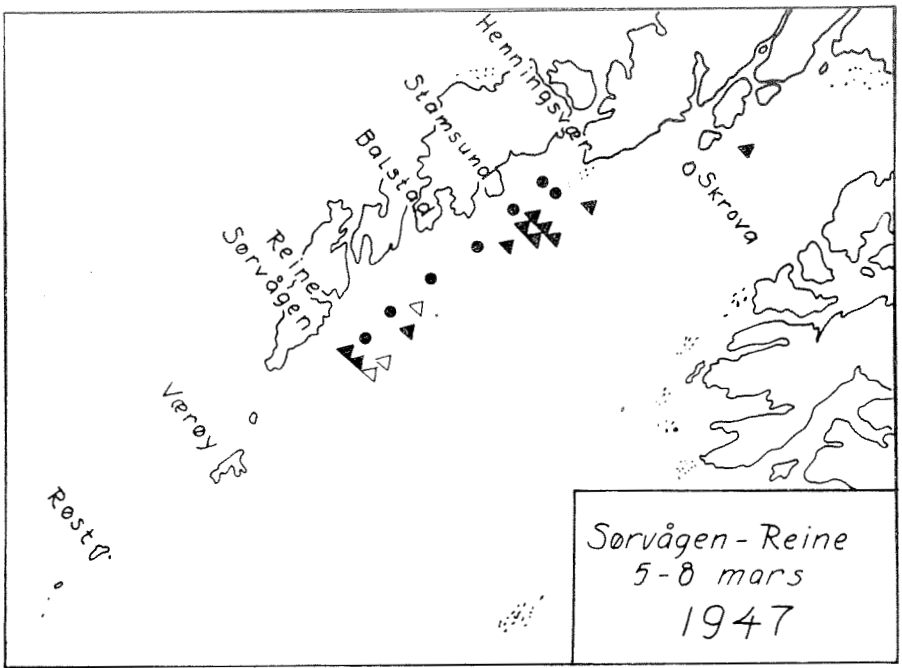 Henningsvær
Stamsund
Balstad
Skrova
Reine
Sørvågen
Værøy
Røst
Sørvågen - Reine
5-8 mars
1947